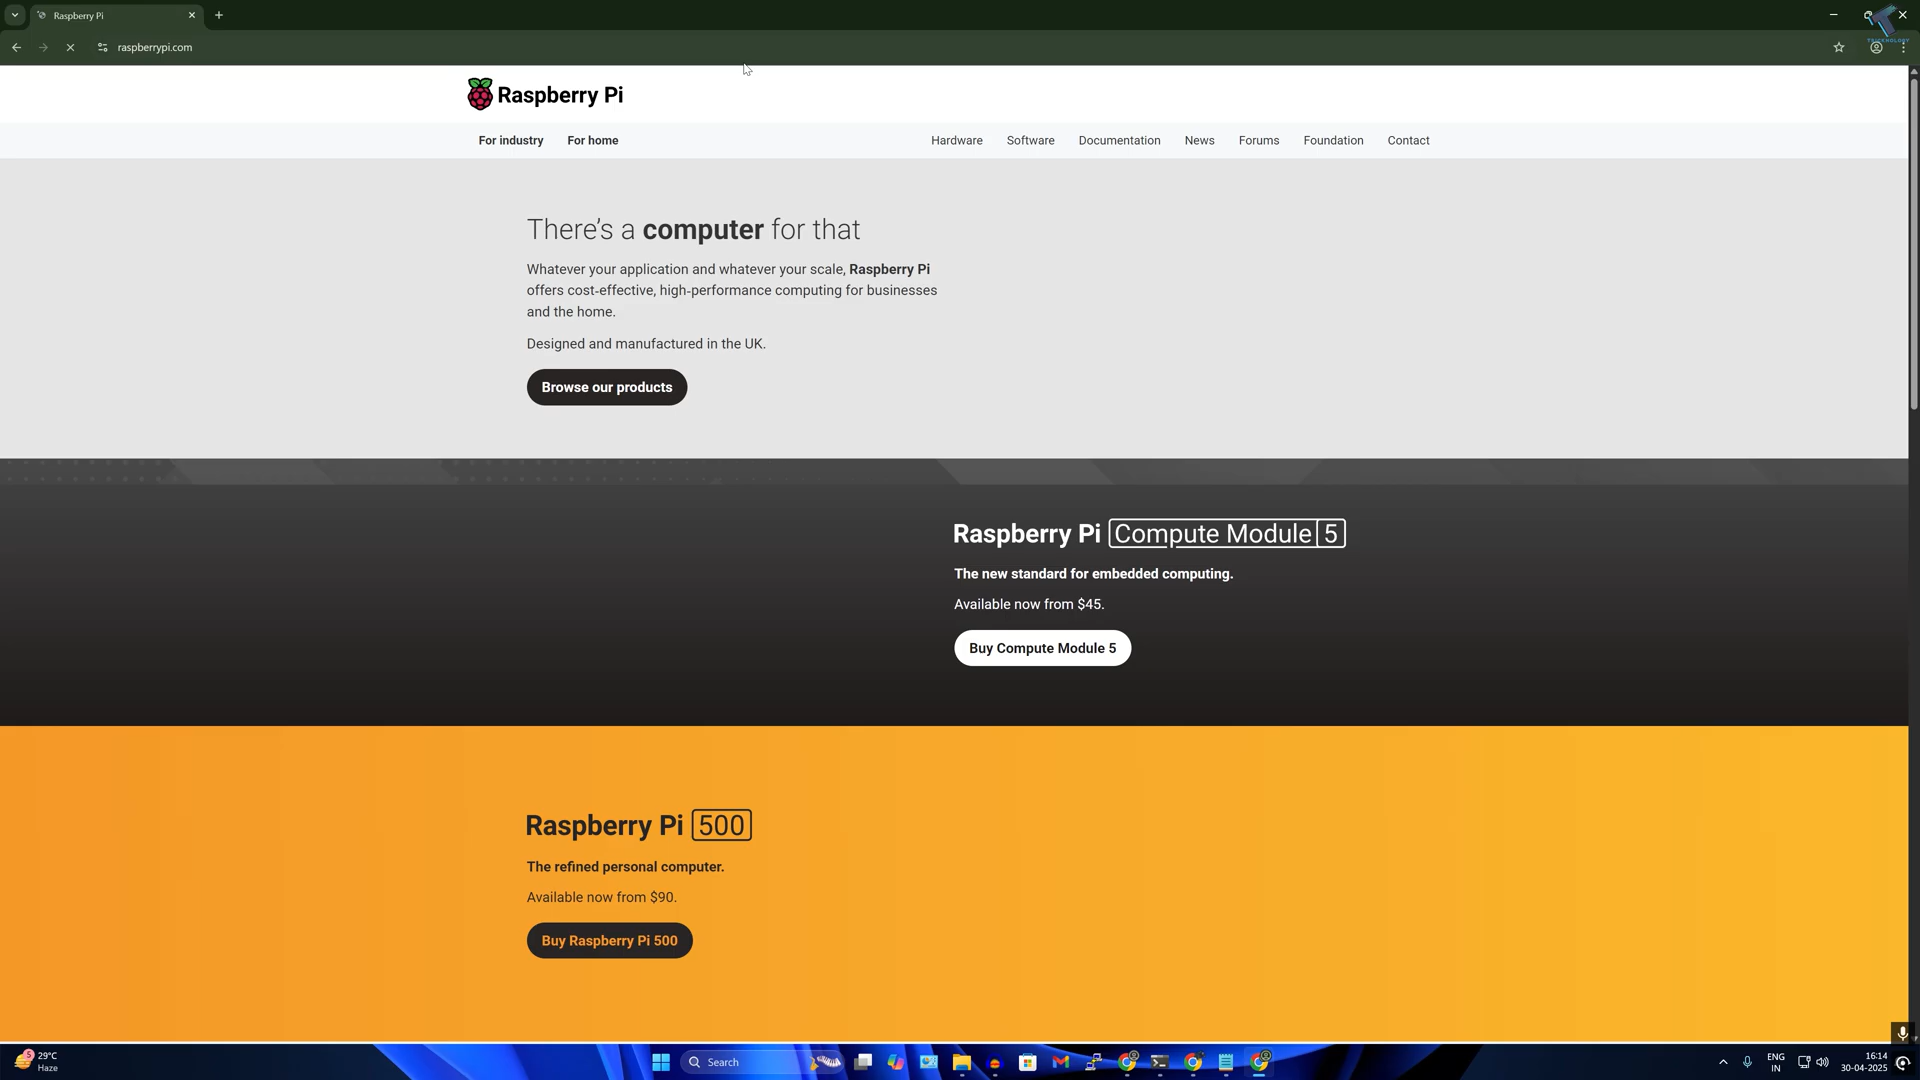 Raspberry Pi
raspberrypi.com
TRICKNOLOGY
Raspberry Pi
For industry
For home
Hardware
Software
Documentation
News
Forums
Foundation
Contact
There's a computer for that
Whatever your application and whatever your scale, Raspberry Pi
offers cost-effective, high-performance computing for businesses
and the home.
Designed and manufactured in the UK.
Browse our products
Raspberry Pi Compute Module 5
The new standard for embedded computing.
Available now from $45.
Buy Compute Module 5
Raspberry Pi 500
The refined personal computer.
Available now from $90.
Buy Raspberry Pi 500
5
29°C
Haze
Search
ENG
IN
16:14
30-04-2025